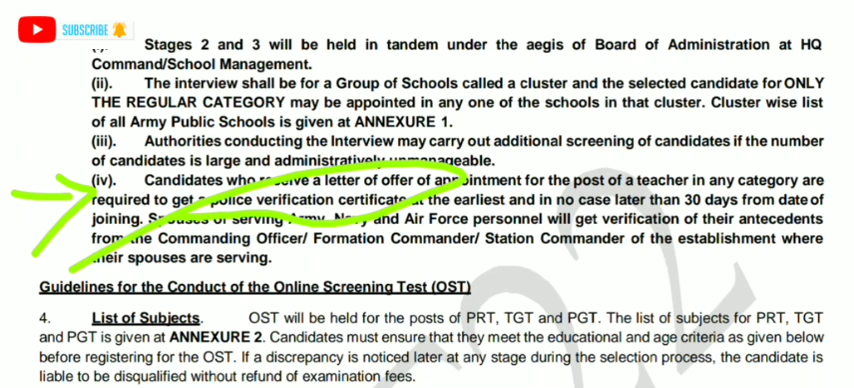 SUBSCRIBE
Stages 2 and 3 will be held in tandem under the aegis of Board of Administration at HQ
Command/School Management.
(ii). The interview shall be for a Group of Schools called a cluster and the selected candidate for ONLY
THE REGULAR CATEGORY may be appointed in any one of the schools in that cluster. Cluster wise list
of all Army Public Schools is given at ANNEXURE 1.
(iii). Authorities conducting the Interview may carry out additional screening of candidates if the number
of candidates is large and administratively unmanageable.
(iv). Candidates who receive a letter of offer of appointment for the post of a teacher in any category are
required to get a police verification certificate at the earliest and in no case later than 30 days from date of
joining. Spouses of serving Army, Navy and Air Force personnel will get verification of their antecedents
from the Commanding Officer/ Formation Commander/ Station Commander of the establishment where
their spouses are serving.
Guidelines for the Conduct of the Online Screening Test (OST)
4. List of Subjects. OST will be held for the posts of PRT, TGT and PGT. The list of subjects for PRT, TGT
and PGT is given at ANNEXURE 2. Candidates must ensure that they meet the educational and age criteria as given below
before registering for the OST. If a discrepancy is noticed later at any stage during the selection process, the candidate is
liable to be disqualified without refund of examination fees.